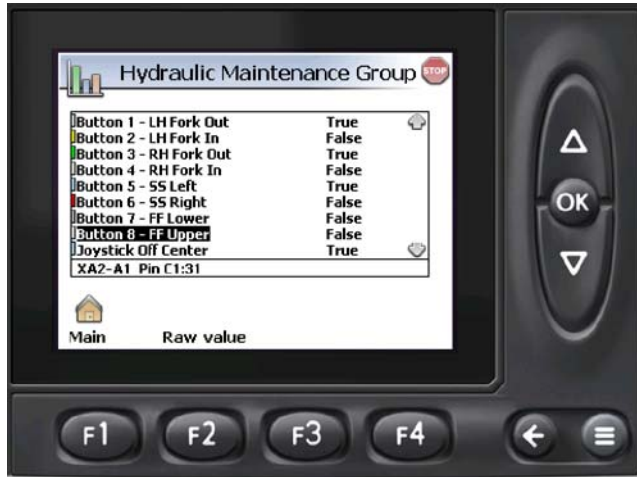 Hydraulic Maintenance Group STOP
Button 1 - LH Fork Out True
Button 2 - LH Fork In False
Button 3 - RH Fork Out True
Button 4 - RH Fork In False
Button 5 - SS Left True
Button 6 - SS Right False
Button 7 - FF Lower False
Button 8 - FF Upper False
Joystick Off Center True
XA2-A1 Pin C1:31
Main Raw value
OK
F1 F2 F3 F4